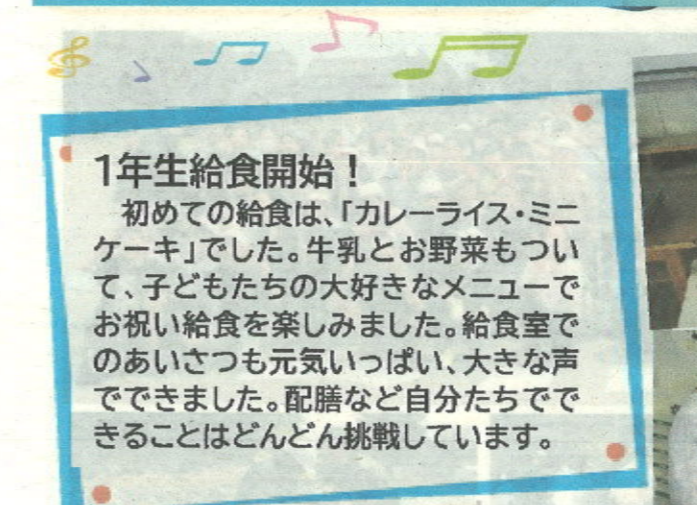 1年生給食開始！
　初めての給食は、「カレーライス・ミニ
ケーキ」でした。牛乳とお野菜もつい
て、子どもたちの大好きなメニューで
お祝い給食を楽しみました。給食室で
のあいさつも元気いっぱい、大きな声
でできました。配膳など自分たちでで
きることはどんどん挑戦しています。